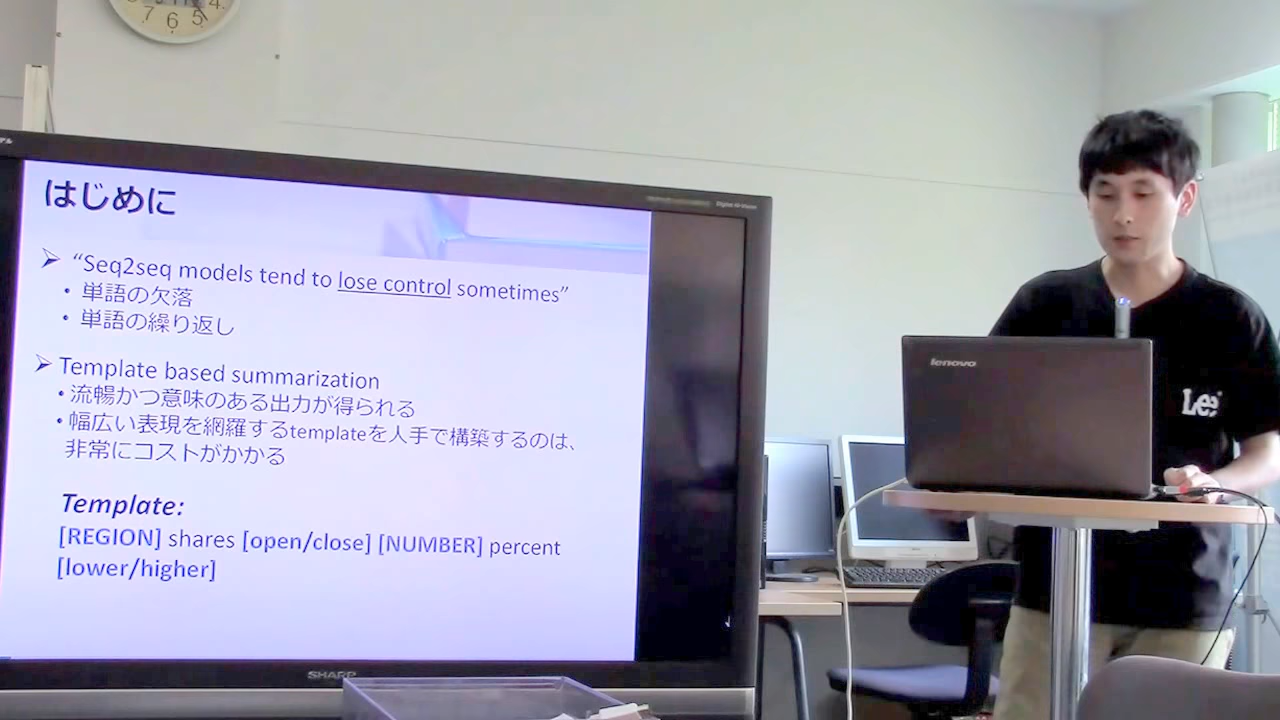 4
7 6 5
はじめに
“Seq2seq models tend to lose control sometimes”
・単語の欠落
・単語の繰り返し
Template based summarization
・流暢かつ意味のある出力が得られる
・幅広い表現を網羅するtemplateを人手で構築するのは、
非常にコストがかかる
Template:
[REGION] shares [open/close] [NUMBER] percent
[lower/higher]
SHARP
lenovo
Lee